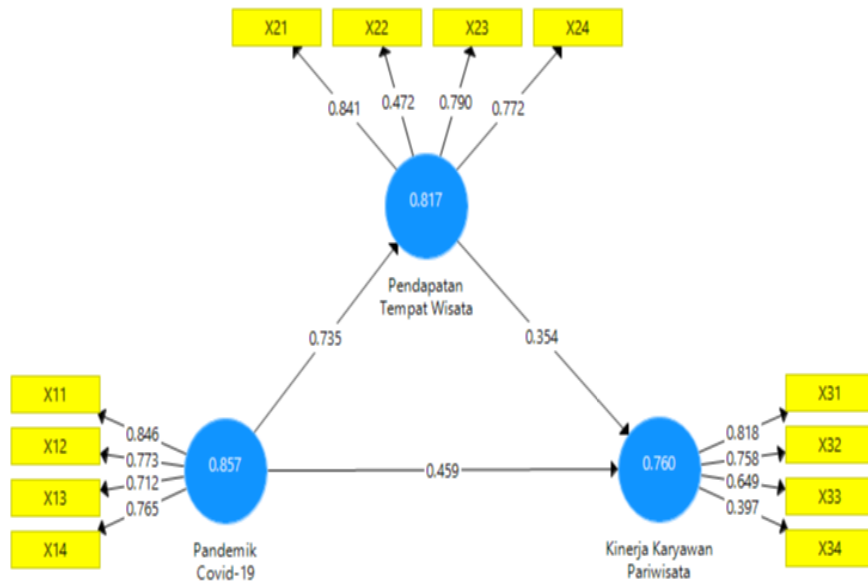 X21 X22 X23 X24
0.841 0.472 0.790 0.772
0.817
Pendapatan
Tempat Wisata
0.735 0.354
X11
X12
X13
X14
0.846
0.773
0.712
0.765
0.857
Pandemik
Covid-19
0.459
0.760
Kinerja Karyawan
Pariwisata
0.818
0.758
0.649
0.397
X31
X32
X33
X34